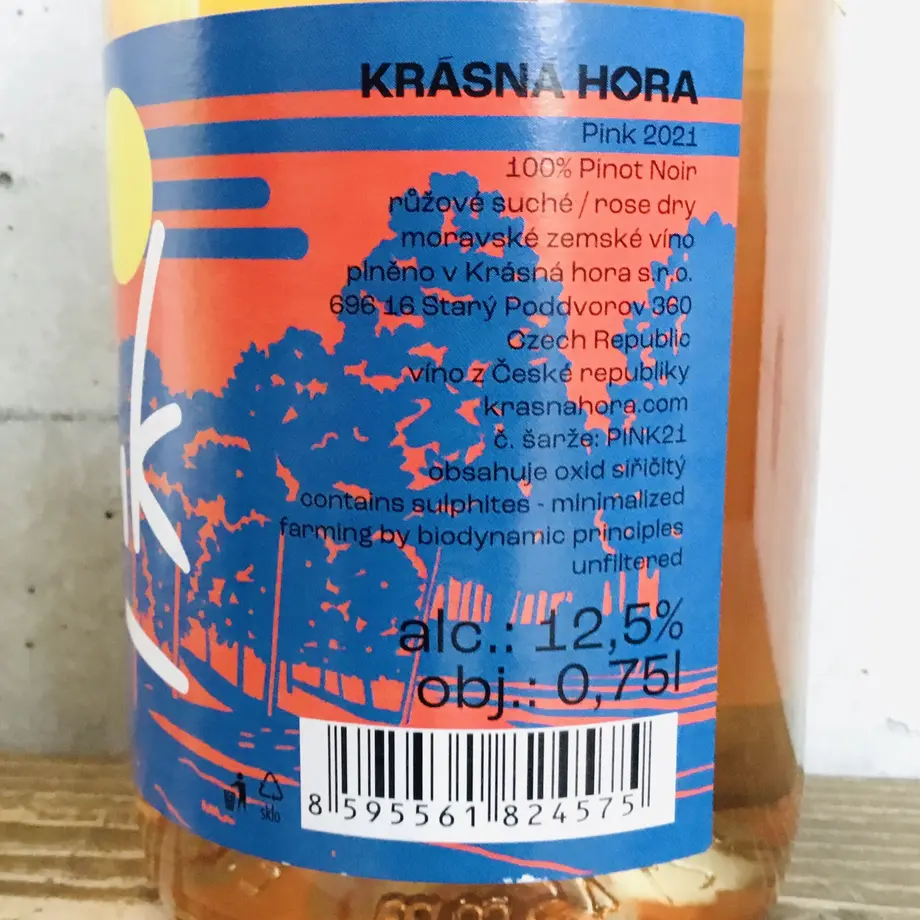 KRÁSNÁ HORA
Pink 2021
100% Pinot Noir
růžové suché / rose dry
moravské zemské víno
plněno v Krásná hora s.r.o.
696 16 Starý Poddvorov 360
Czech Republic
víno z České republiky
krasnahora.com
č. šarže: PINK21
obsahuje oxid siřičitý
contains sulphites - minimalized
farming by biodynamic principles
unfiltered
alc.: 12,5%
obj.: 0,75l
sklo
8 595561 824575